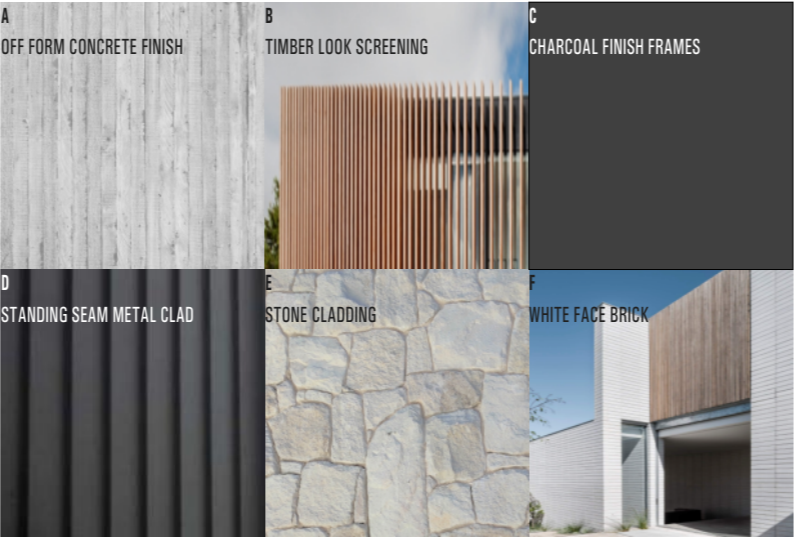 A
OFF FORM CONCRETE FINISH
B
TIMBER LOOK SCREENING
C
CHARCOAL FINISH FRAMES
D
STANDING SEAM METAL CLAD
E
STONE CLADDING
F
WHITE FACE BRICK